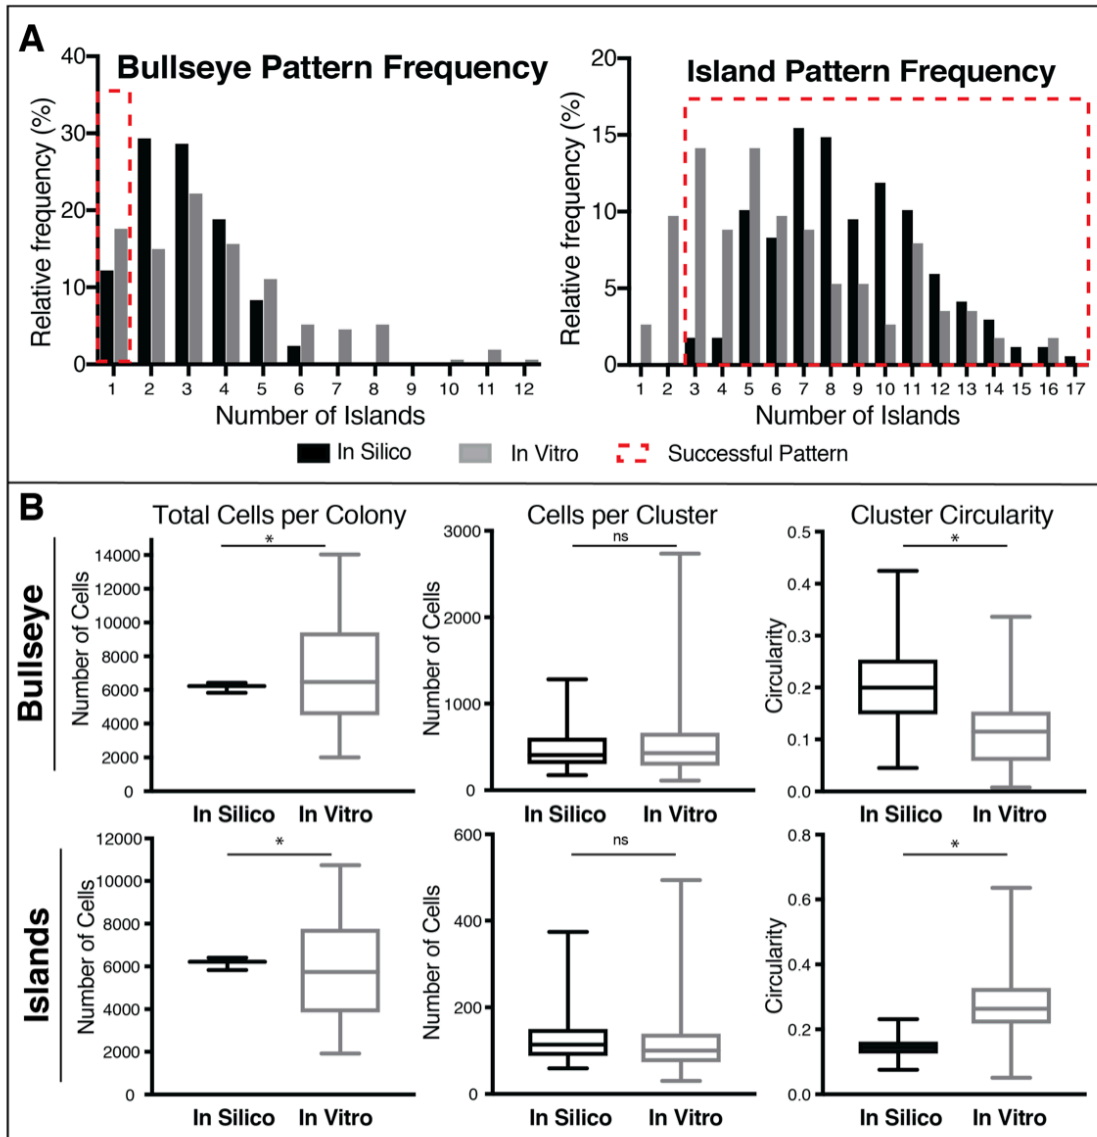 A
Bullseye Pattern Frequency
Relative frequency (%)
40
30
20
10
0
1 2 3 4 5 6 7 8 9 10 11 12
Number of Islands
Island Pattern Frequency
Relative frequency (%)
20
15
10
5
0
1 2 3 4 5 6 7 8 9 10 11 12 13 14 15 16 17
Number of Islands
In Silico In Vitro Successful Pattern
B
Bullseye
Total Cells per Colony
*
Number of Cells
14000
12000
10000
8000
6000
4000
2000
0
In Silico In Vitro
Cells per Cluster
ns
Number of Cells
3000
2000
1000
0
In Silico In Vitro
Cluster Circularity
*
Circularity
0.5
0.4
0.3
0.2
0.1
0.0
In Silico In Vitro
Islands
*
Number of Cells
12000
10000
8000
6000
4000
2000
0
In Silico In Vitro
ns
Number of Cells
600
400
200
0
In Silico In Vitro
*
Circularity
0.8
0.6
0.4
0.2
0.0
In Silico In Vitro